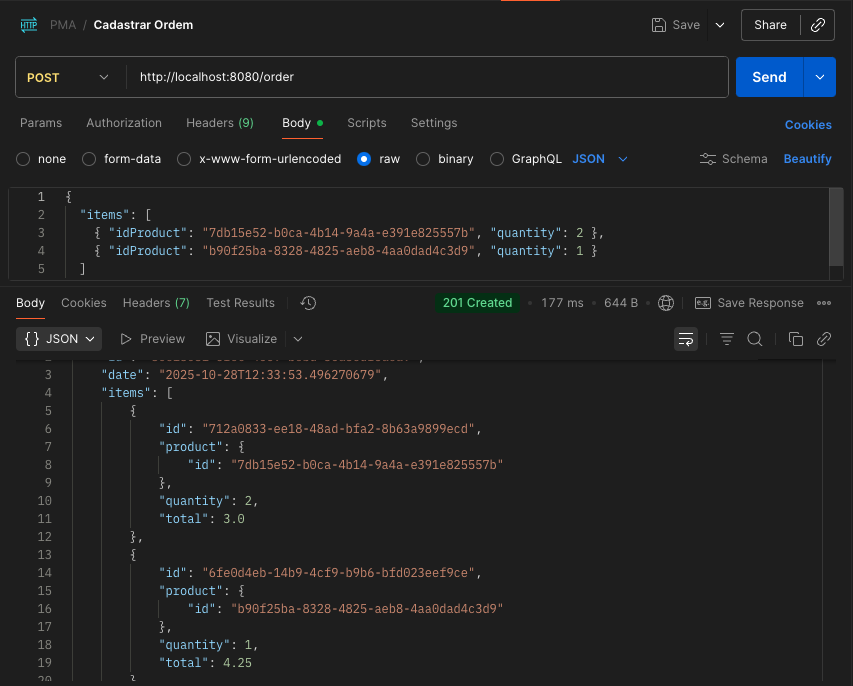 HTTP PMA / Cadastrar Ordem Save Share
POST http://localhost:8080/order Send
Params Authorization Headers (9) Body Scripts Settings Cookies
none form-data x-www-form-urlencoded raw binary GraphQL JSON Schema Beautify
1 {
2 "items": [
3 { "idProduct": "7db15e52-b0ca-4b14-9a4a-e391e825557b", "quantity": 2 },
4 { "idProduct": "b90f25ba-8328-4825-aeb8-4aa0dad4c3d9", "quantity": 1 }
5 ]
Body Cookies Headers (7) Test Results 201 Created 177 ms 644 B e.g. Save Response
{} JSON Preview Visualize
3 "date": "2025-10-28T12:33:53.496270679",
4 "items": [
5 {
6 "id": "712a0833-ee18-48ad-bfa2-8b63a9899ecd",
7 "product": {
8 "id": "7db15e52-b0ca-4b14-9a4a-e391e825557b"
9 },
10 "quantity": 2,
11 "total": 3.0
12 },
13 {
14 "id": "6fe0d4eb-14b9-4cf9-b9b6-bfd023eef9ce",
15 "product": {
16 "id": "b90f25ba-8328-4825-aeb8-4aa0dad4c3d9"
17 },
18 "quantity": 1,
19 "total": 4.25
20 }